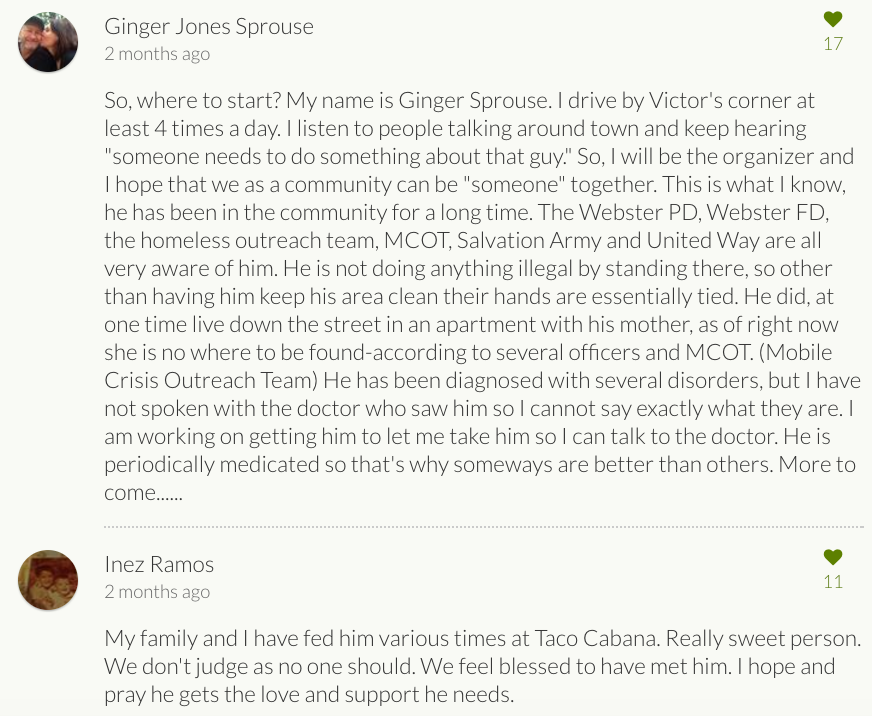 Ginger Jones Sprouse
17
2 months ago
So, where to start? My name is Ginger Sprouse. I drive by Victor's corner at
least 4 times a day. I listen to people talking around town and keep hearing
"someone needs to do something about that guy." So, I will be the organizer and
I hope that we as a community can be "someone" together. This is what I know,
he has been in the community for a long time. The Webster PD, Webster FD,
the homeless outreach team, MCOT, Salvation Army and United Way are all
very aware of him. He is not doing anything illegal by standing there, so other
than having him keep his area clean their hands are essentially tied. He did, at
one time live down the street in an apartment with his mother, as of right now
she is no where to be found-according to several officers and MCOT. (Mobile
Crisis Outreach Team) He has been diagnosed with several disorders, but I have
not spoken with the doctor who saw him so I cannot say exactly what they are. I
am working on getting him to let me take him so I can talk to the doctor. He is
periodically medicated so that's why someways are better than others. More to
come......
Inez Ramos
11
2 months ago
My family and I have fed him various times at Taco Cabana. Really sweet person.
We don't judge as no one should. We feel blessed to have met him. I hope and
pray he gets the love and support he needs.